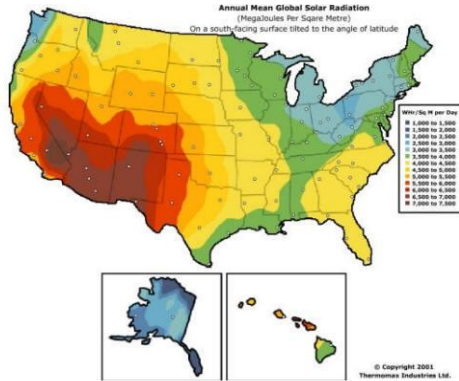 Annual Mean Global Solar Radiation
(MegaJoules Per Sqare Metre)
On a south-facing surface tilted to the angle of latitude
WHr/Sq M per Day
1,000 to 1,500
1,500 to 2,000
2,000 to 2,500
2,500 to 3,000
3,000 to 3,500
3,500 to 4,000
4,000 to 4,500
4,500 to 5,000
5,000 to 5,500
5,500 to 6,000
6,000 to 6,500
6,500 to 7,000
7,000 to 7,500
© Copyright 2001
Thermomax Industries Ltd.